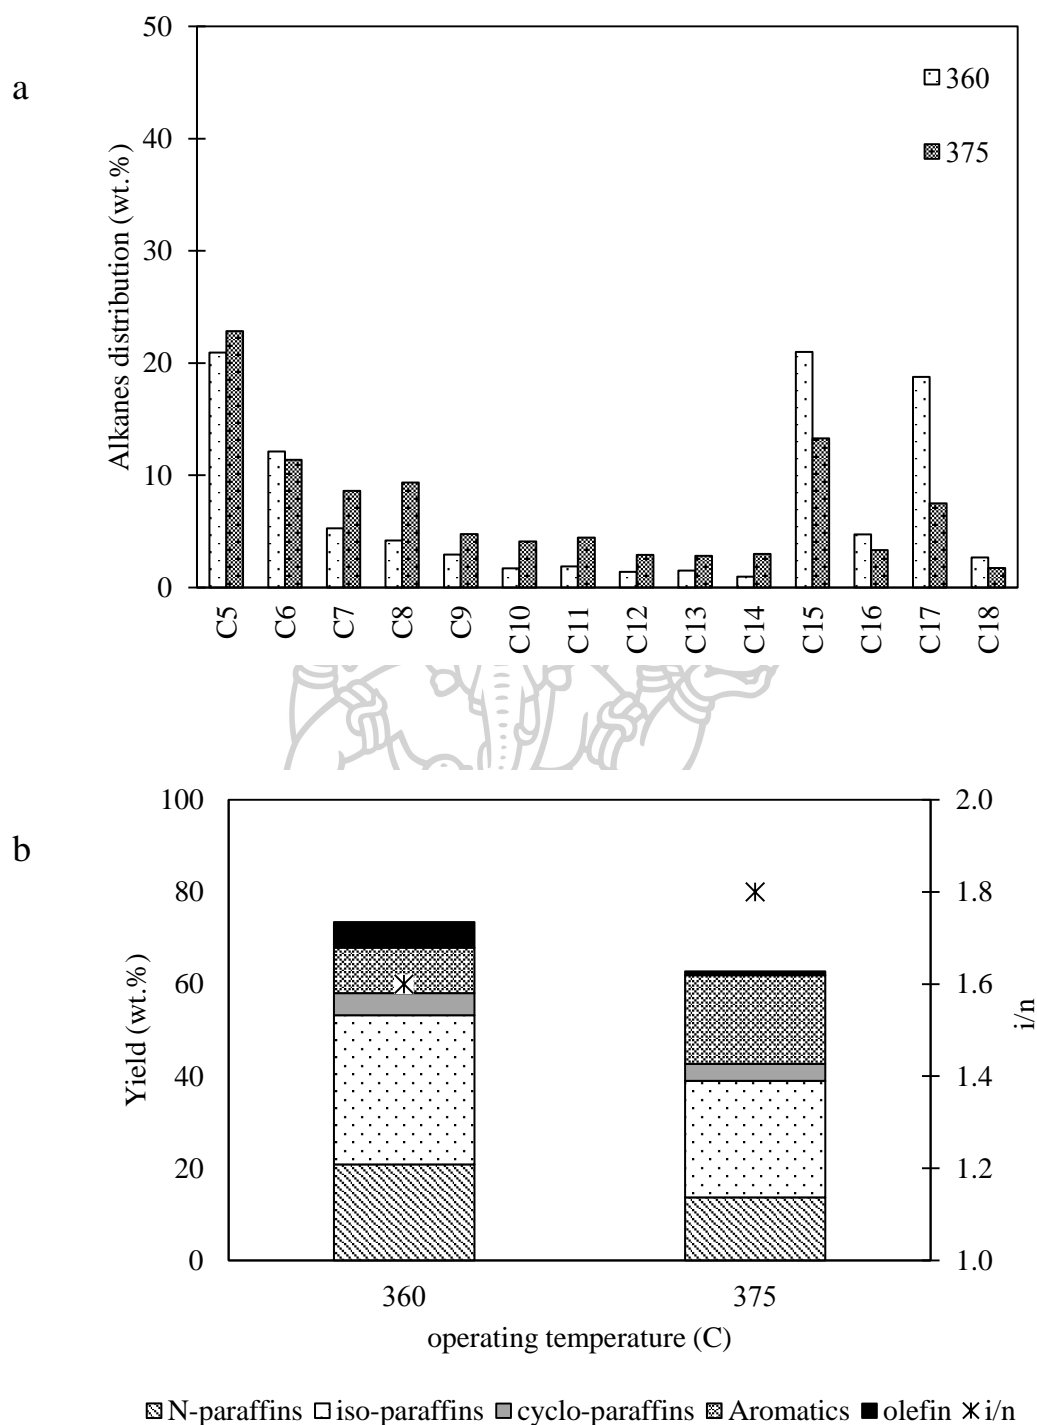 a
50
40
30
20
10
0
Alkanes distribution (wt.%)
360
375
C5 C6 C7 C8 C9 C10 C11 C12 C13 C14 C15 C16 C17 C18
b
100
80
60
40
20
0
Yield (wt.%)
2.0
1.8
1.6
1.4
1.2
1.0
i/n
360 375
operating temperature (C)
N-paraffins iso-paraffins cyclo-paraffins Aromatics olefin i/n